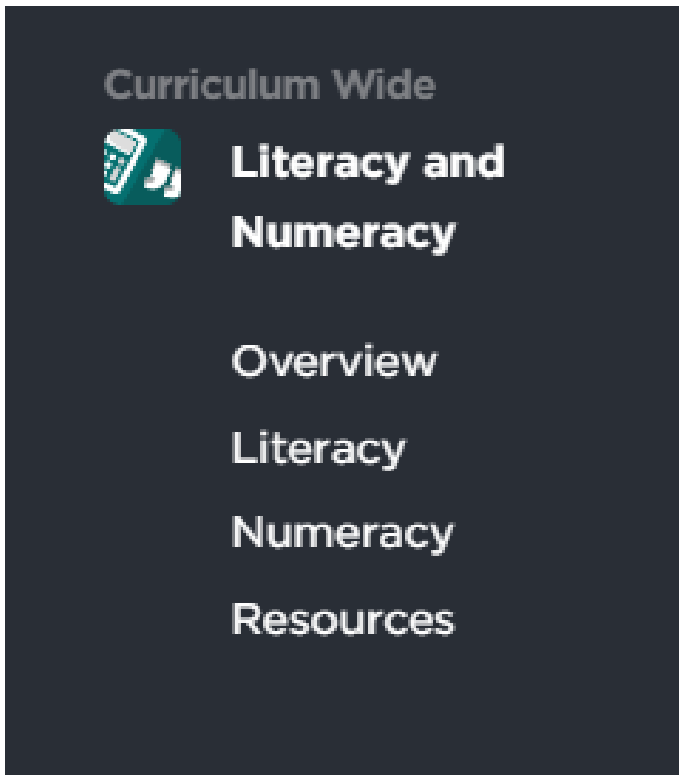 Curriculum Wide
Literacy and
Numeracy
Overview
Literacy
Numeracy
Resources